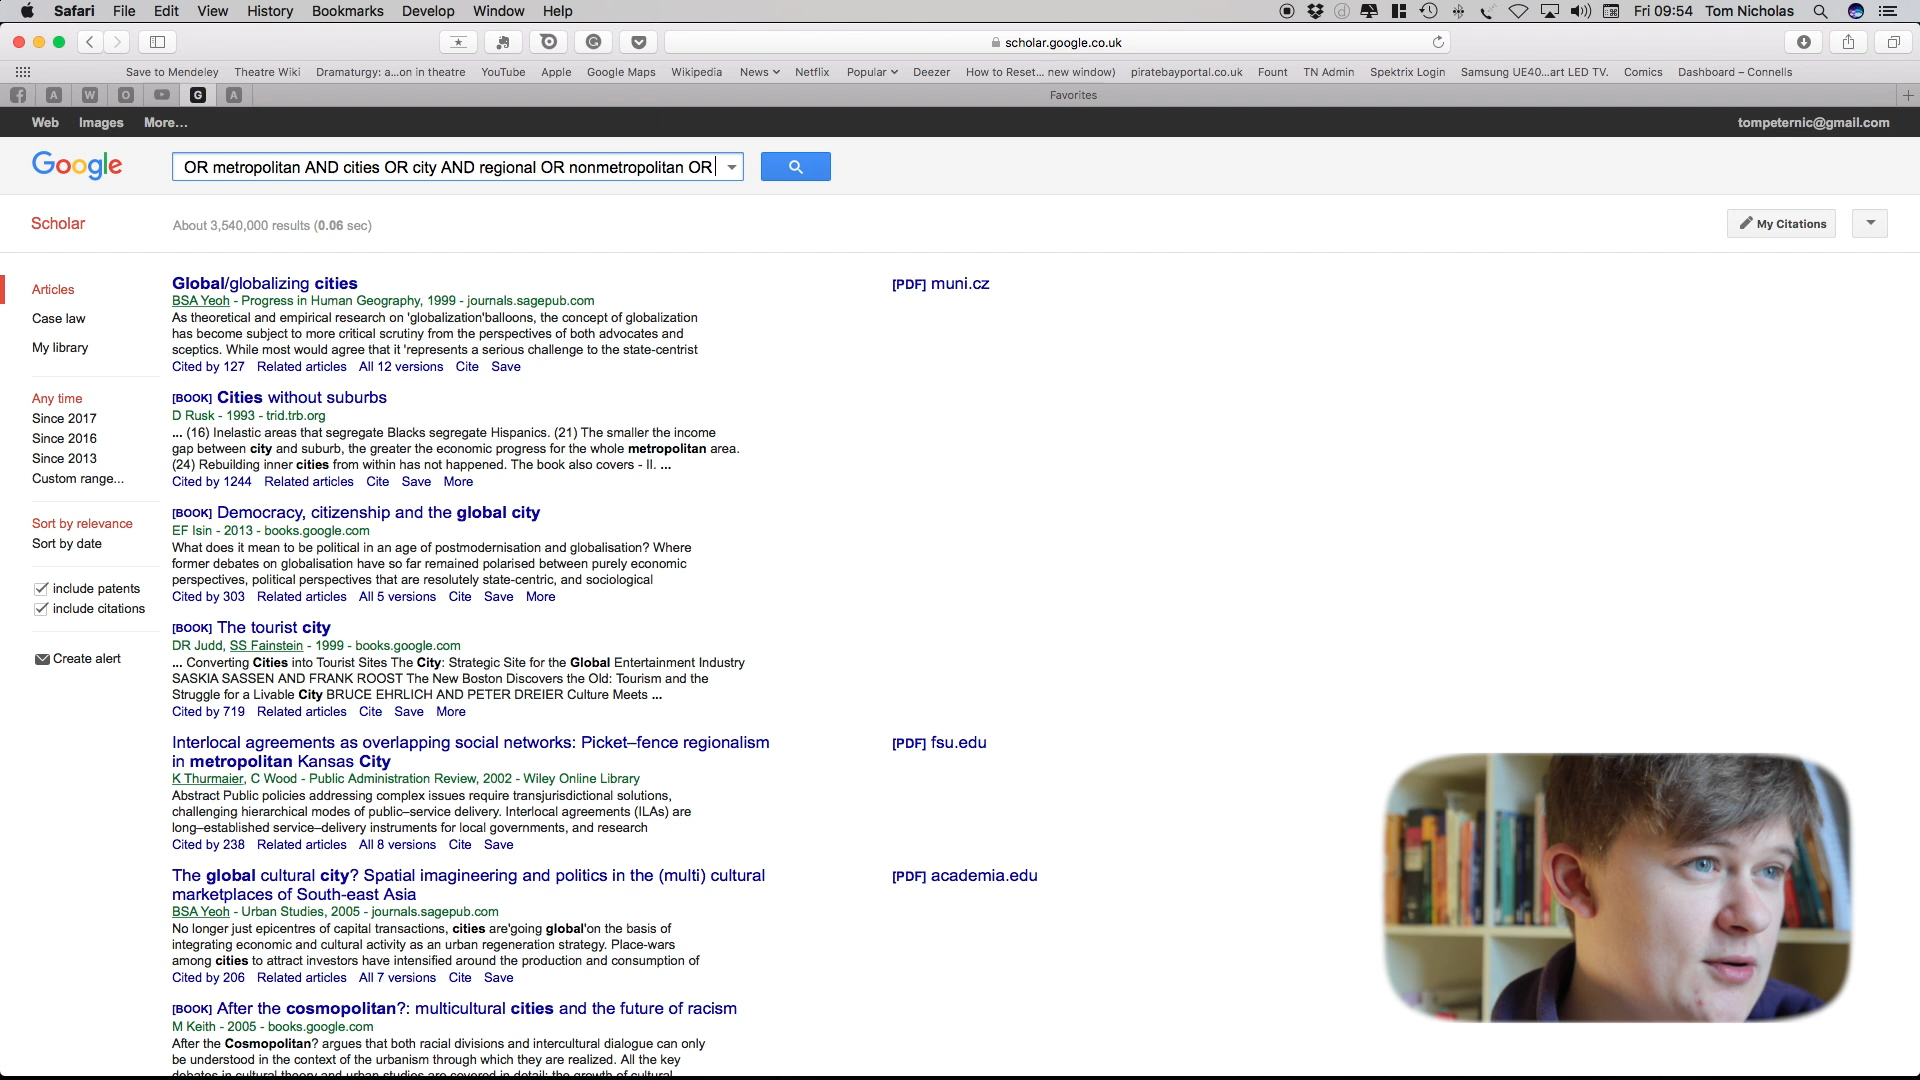 Safari File Edit View History Bookmarks Develop Window Help Fri 09:54 Tom Nicholas
scholar.google.co.uk
Save to Mendeley Theatre Wiki Dramaturgy: a...on in theatre YouTube Apple Google Maps Wikipedia News Netflix Popular Deezer How to Reset... new window) piratebayportal.co.uk Fount TN Admin Spektrix Login Samsung UE40...art LED TV. Comics Dashboard – Connells
A W O G A Favorites
Web Images More... tompeternic@gmail.com
Google OR metropolitan AND cities OR city AND regional OR nonmetropolitan OR
Scholar About 3,540,000 results (0.06 sec) My Citations
Articles
Case law
My library
Any time
Since 2017
Since 2016
Since 2013
Custom range...
Sort by relevance
Sort by date
include patents
include citations
Create alert
Global/globalizing cities [PDF] muni.cz
BSA Yeoh - Progress in Human Geography, 1999 - journals.sagepub.com
As theoretical and empirical research on 'globalization'balloons, the concept of globalization
has become subject to more critical scrutiny from the perspectives of both advocates and
sceptics. While most would agree that it 'represents a serious challenge to the state-centrist
Cited by 127 Related articles All 12 versions Cite Save
[BOOK] Cities without suburbs
D Rusk - 1993 - trid.trb.org
... (16) Inelastic areas that segregate Blacks segregate Hispanics. (21) The smaller the income
gap between city and suburb, the greater the economic progress for the whole metropolitan area.
(24) Rebuilding inner cities from within has not happened. The book also covers - II. ...
Cited by 1244 Related articles Cite Save More
[BOOK] Democracy, citizenship and the global city
EF Isin - 2013 - books.google.com
What does it mean to be political in an age of postmodernisation and globalisation? Where
former debates on globalisation have so far remained polarised between purely economic
perspectives, political perspectives that are resolutely state-centric, and sociological
Cited by 303 Related articles All 5 versions Cite Save More
[BOOK] The tourist city
DR Judd, SS Fainstein - 1999 - books.google.com
... Converting Cities into Tourist Sites The City: Strategic Site for the Global Entertainment Industry
SASKIA SASSEN AND FRANK ROOST The New Boston Discovers the Old: Tourism and the
Struggle for a Livable City BRUCE EHRLICH AND PETER DREIER Culture Meets ...
Cited by 719 Related articles Cite Save More
Interlocal agreements as overlapping social networks: Picket–fence regionalism [PDF] fsu.edu
in metropolitan Kansas City
K Thurmaier, C Wood - Public Administration Review, 2002 - Wiley Online Library
Abstract Public policies addressing complex issues require transjurisdictional solutions,
challenging hierarchical modes of public–service delivery. Interlocal agreements (ILAs) are
long–established service–delivery instruments for local governments, and research
Cited by 238 Related articles All 8 versions Cite Save
The global cultural city? Spatial imagineering and politics in the (multi) cultural [PDF] academia.edu
marketplaces of South-east Asia
BSA Yeoh - Urban Studies, 2005 - journals.sagepub.com
No longer just epicentres of capital transactions, cities are'going global'on the basis of
integrating economic and cultural activity as an urban regeneration strategy. Place-wars
among cities to attract investors have intensified around the production and consumption of
Cited by 206 Related articles All 7 versions Cite Save
[BOOK] After the cosmopolitan?: multicultural cities and the future of racism
M Keith - 2005 - books.google.com
After the Cosmopolitan? argues that both racial divisions and intercultural dialogue can only
be understood in the context of the urbanism through which they are realized. All the key
debates in cultural theory and urban studies are covered in detail: the growth of cultural